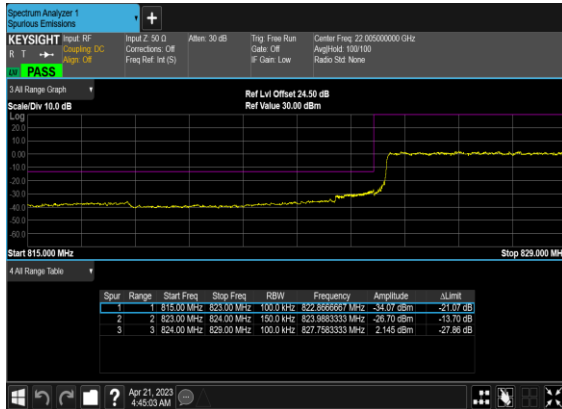 Spectrum Analyzer 1
Spurious Emissions
KEYSIGHT
R T
LW PASS
Input: RF
Coupling: DC
Align: Off
Input Z: 50 Ω
Corrections: Off
Freq Ref: Int (S)
Atten: 30 dB
Trig: Free Run
Gate: Off
IF Gain: Low
Center Freq: 22.005000000 GHz
Avg|Hold: 100/100
Radio Std: None
3 All Range Graph
Scale/Div 10.0 dB
Ref Lvl Offset 24.50 dB
Ref Value 30.00 dBm
Log
20.0
10.0
0.00
-10.0
-20.0
-30.0
-40.0
-50.0
-60.0
Start 815.000 MHz
Stop 829.000 MHz
4 All Range Table
Spur Range Start Freq Stop Freq RBW Frequency Amplitude ΔLimit
1 1 815.00 MHz 823.00 MHz 100.0 kHz 822.8666667 MHz -34.07 dBm -21.07 dB
2 2 823.00 MHz 824.00 MHz 150.0 kHz 823.9883333 MHz -26.70 dBm -13.70 dB
3 3 824.00 MHz 829.00 MHz 100.0 kHz 827.7583333 MHz 2.145 dBm -27.86 dB
Apr 21, 2023
4:45:03 AM